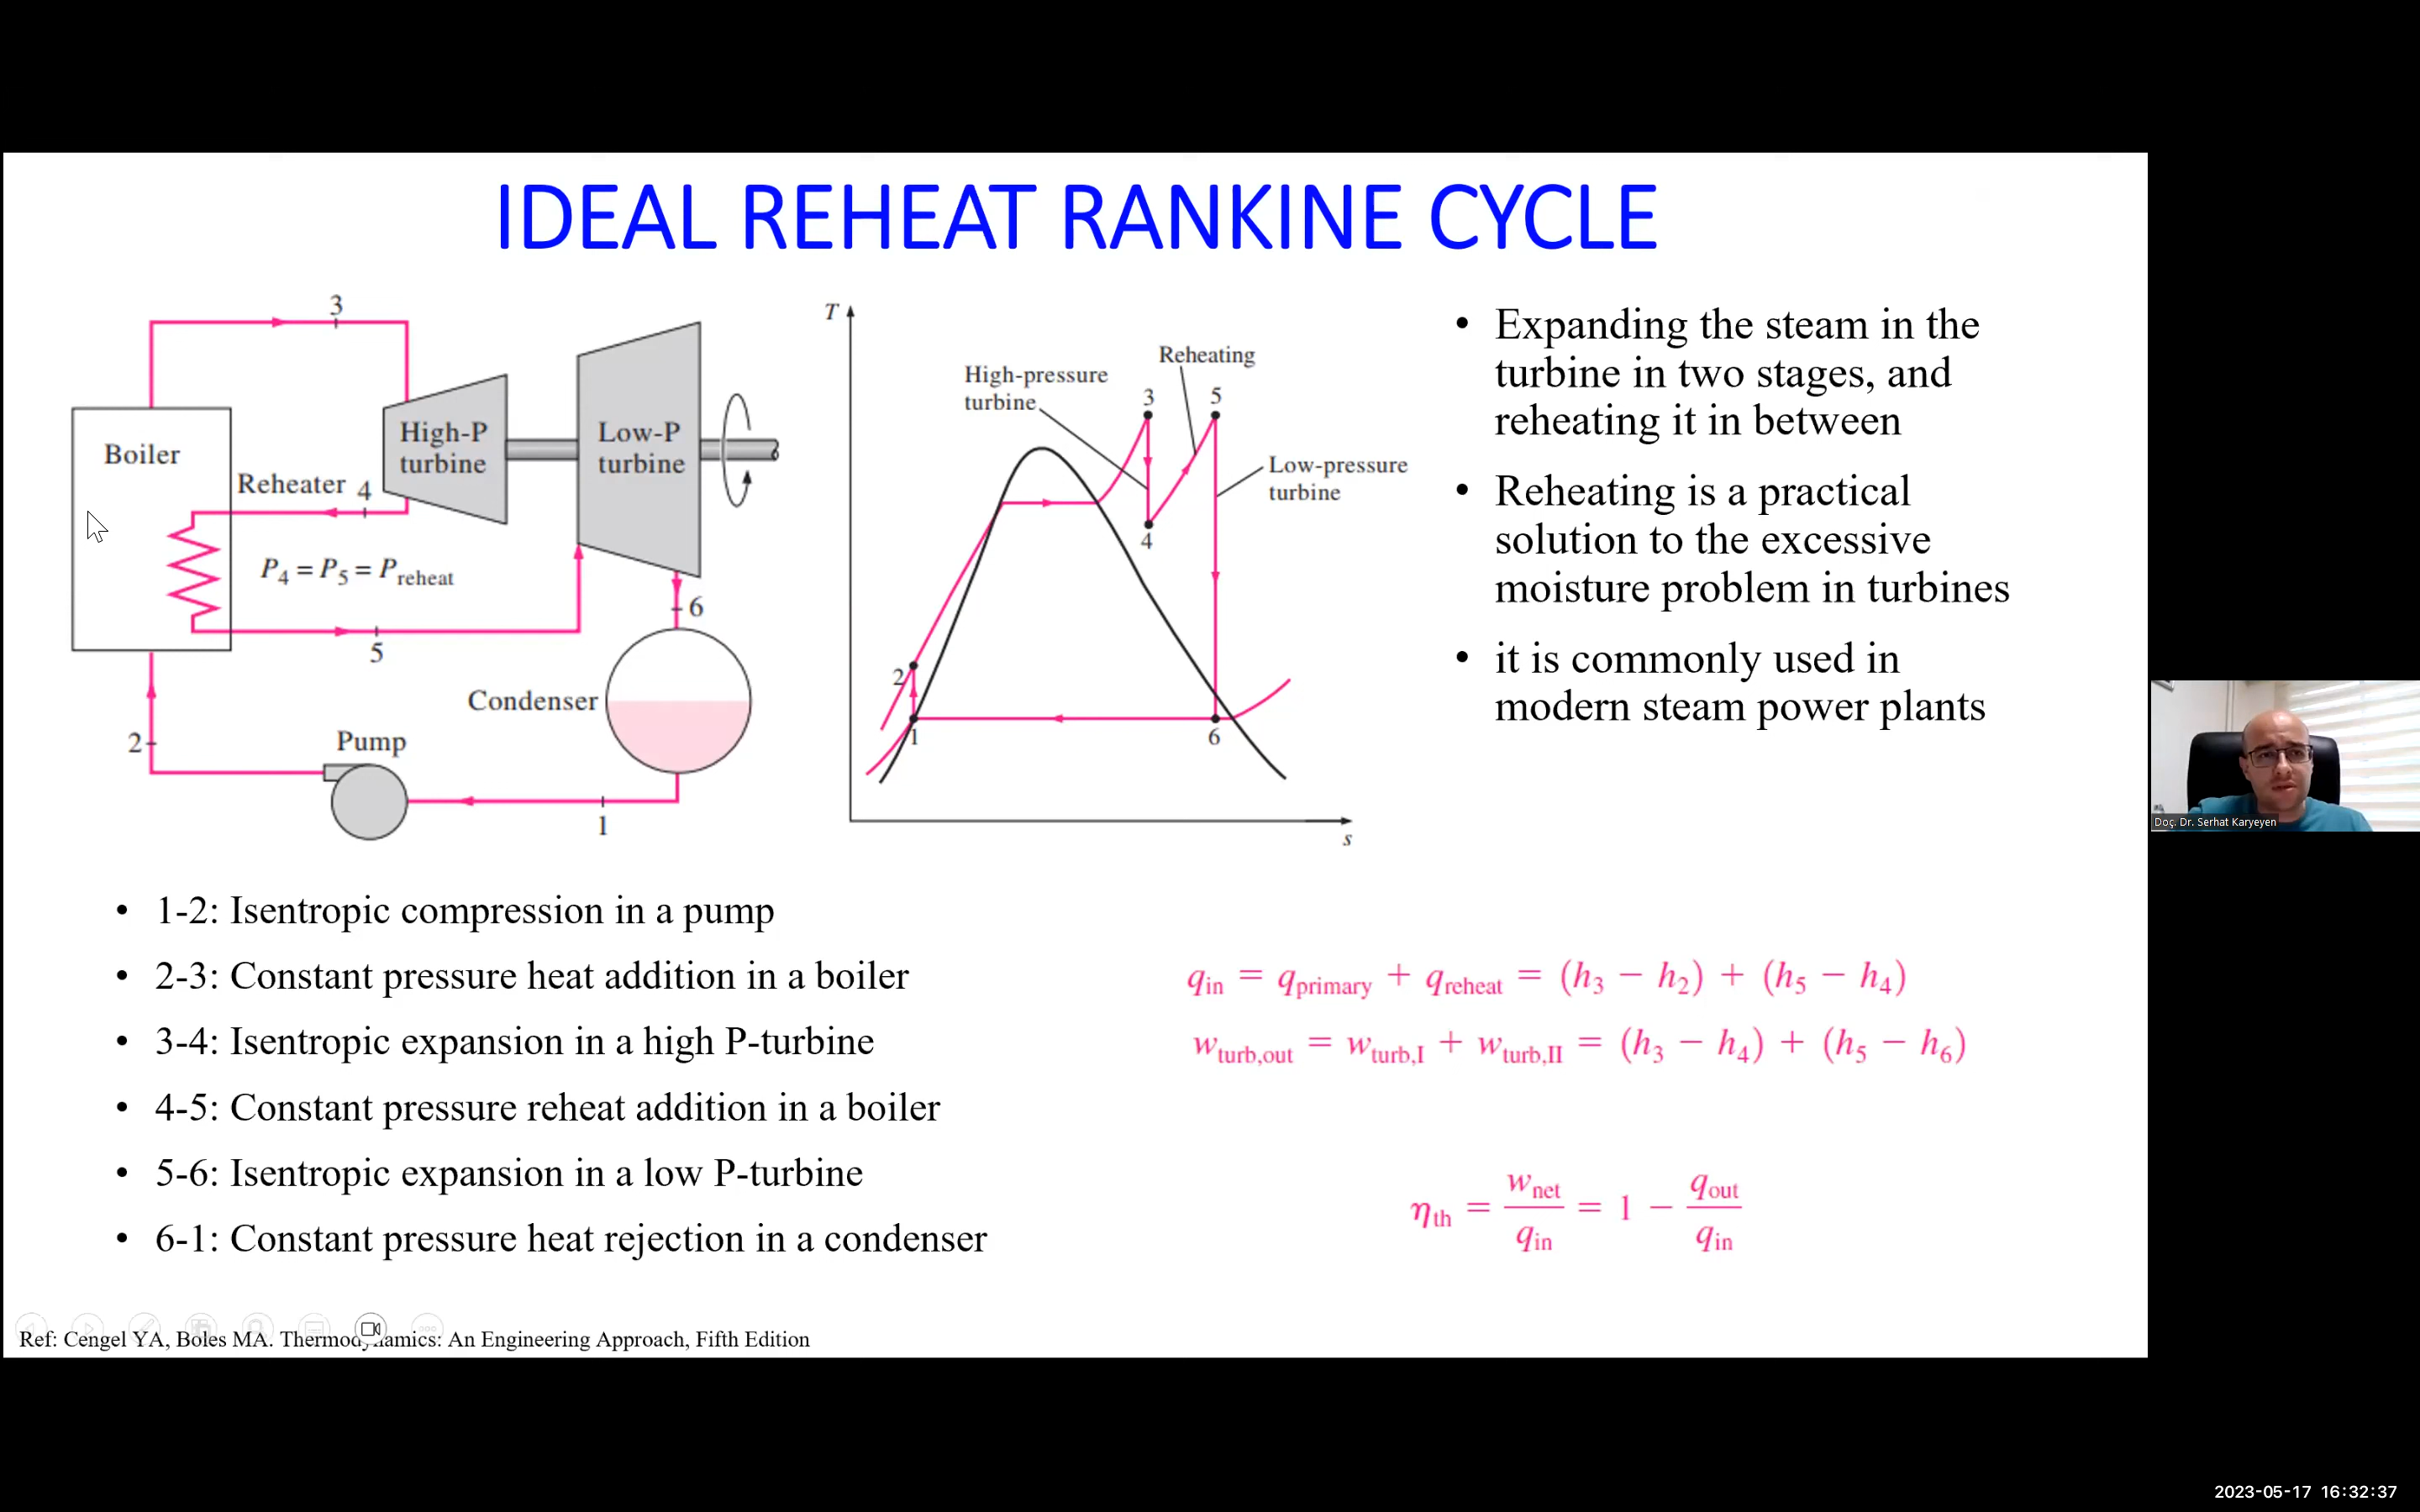 IDEAL REHEAT RANKINE CYCLE
3
Boiler
High-P
turbine
Low-P
turbine
Reheater 4
P4 = P5 = Preheat
5
6
Condenser
2
Pump
1
T
High-pressure
turbine
Reheating
3
5
Low-pressure
turbine
4
2
1
6
s
• Expanding the steam in the
turbine in two stages, and
reheating it in between
• Reheating is a practical
solution to the excessive
moisture problem in turbines
• it is commonly used in
modern steam power plants
Doç. Dr. Serhat Karyeyen
• 1-2: Isentropic compression in a pump
• 2-3: Constant pressure heat addition in a boiler
• 3-4: Isentropic expansion in a high P-turbine
• 4-5: Constant pressure reheat addition in a boiler
• 5-6: Isentropic expansion in a low P-turbine
• 6-1: Constant pressure heat rejection in a condenser
qin = qprimary + qreheat = (h3 − h2) + (h5 − h4)
wturb,out = wturb,I + wturb,II = (h3 − h4) + (h5 − h6)
ηth = wnet / qin = 1 − qout / qin
Ref: Cengel YA, Boles MA. Thermodynamics: An Engineering Approach, Fifth Edition
2023-05-17 16:32:37